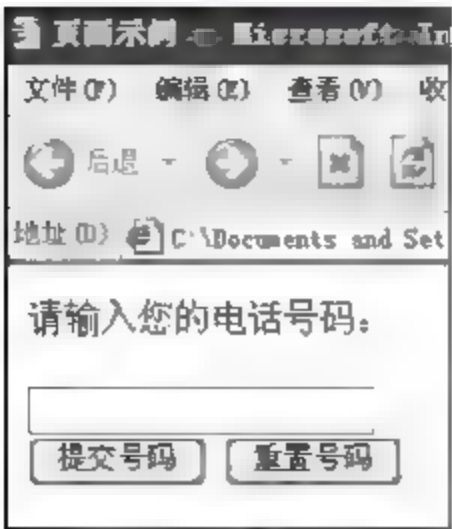 页面示例 - Microsoft In
文件(F) 编辑(E) 查看(V) 收
后退
地址(D) C:\Documents and Set
请输入您的电话号码:
提交号码 重置号码